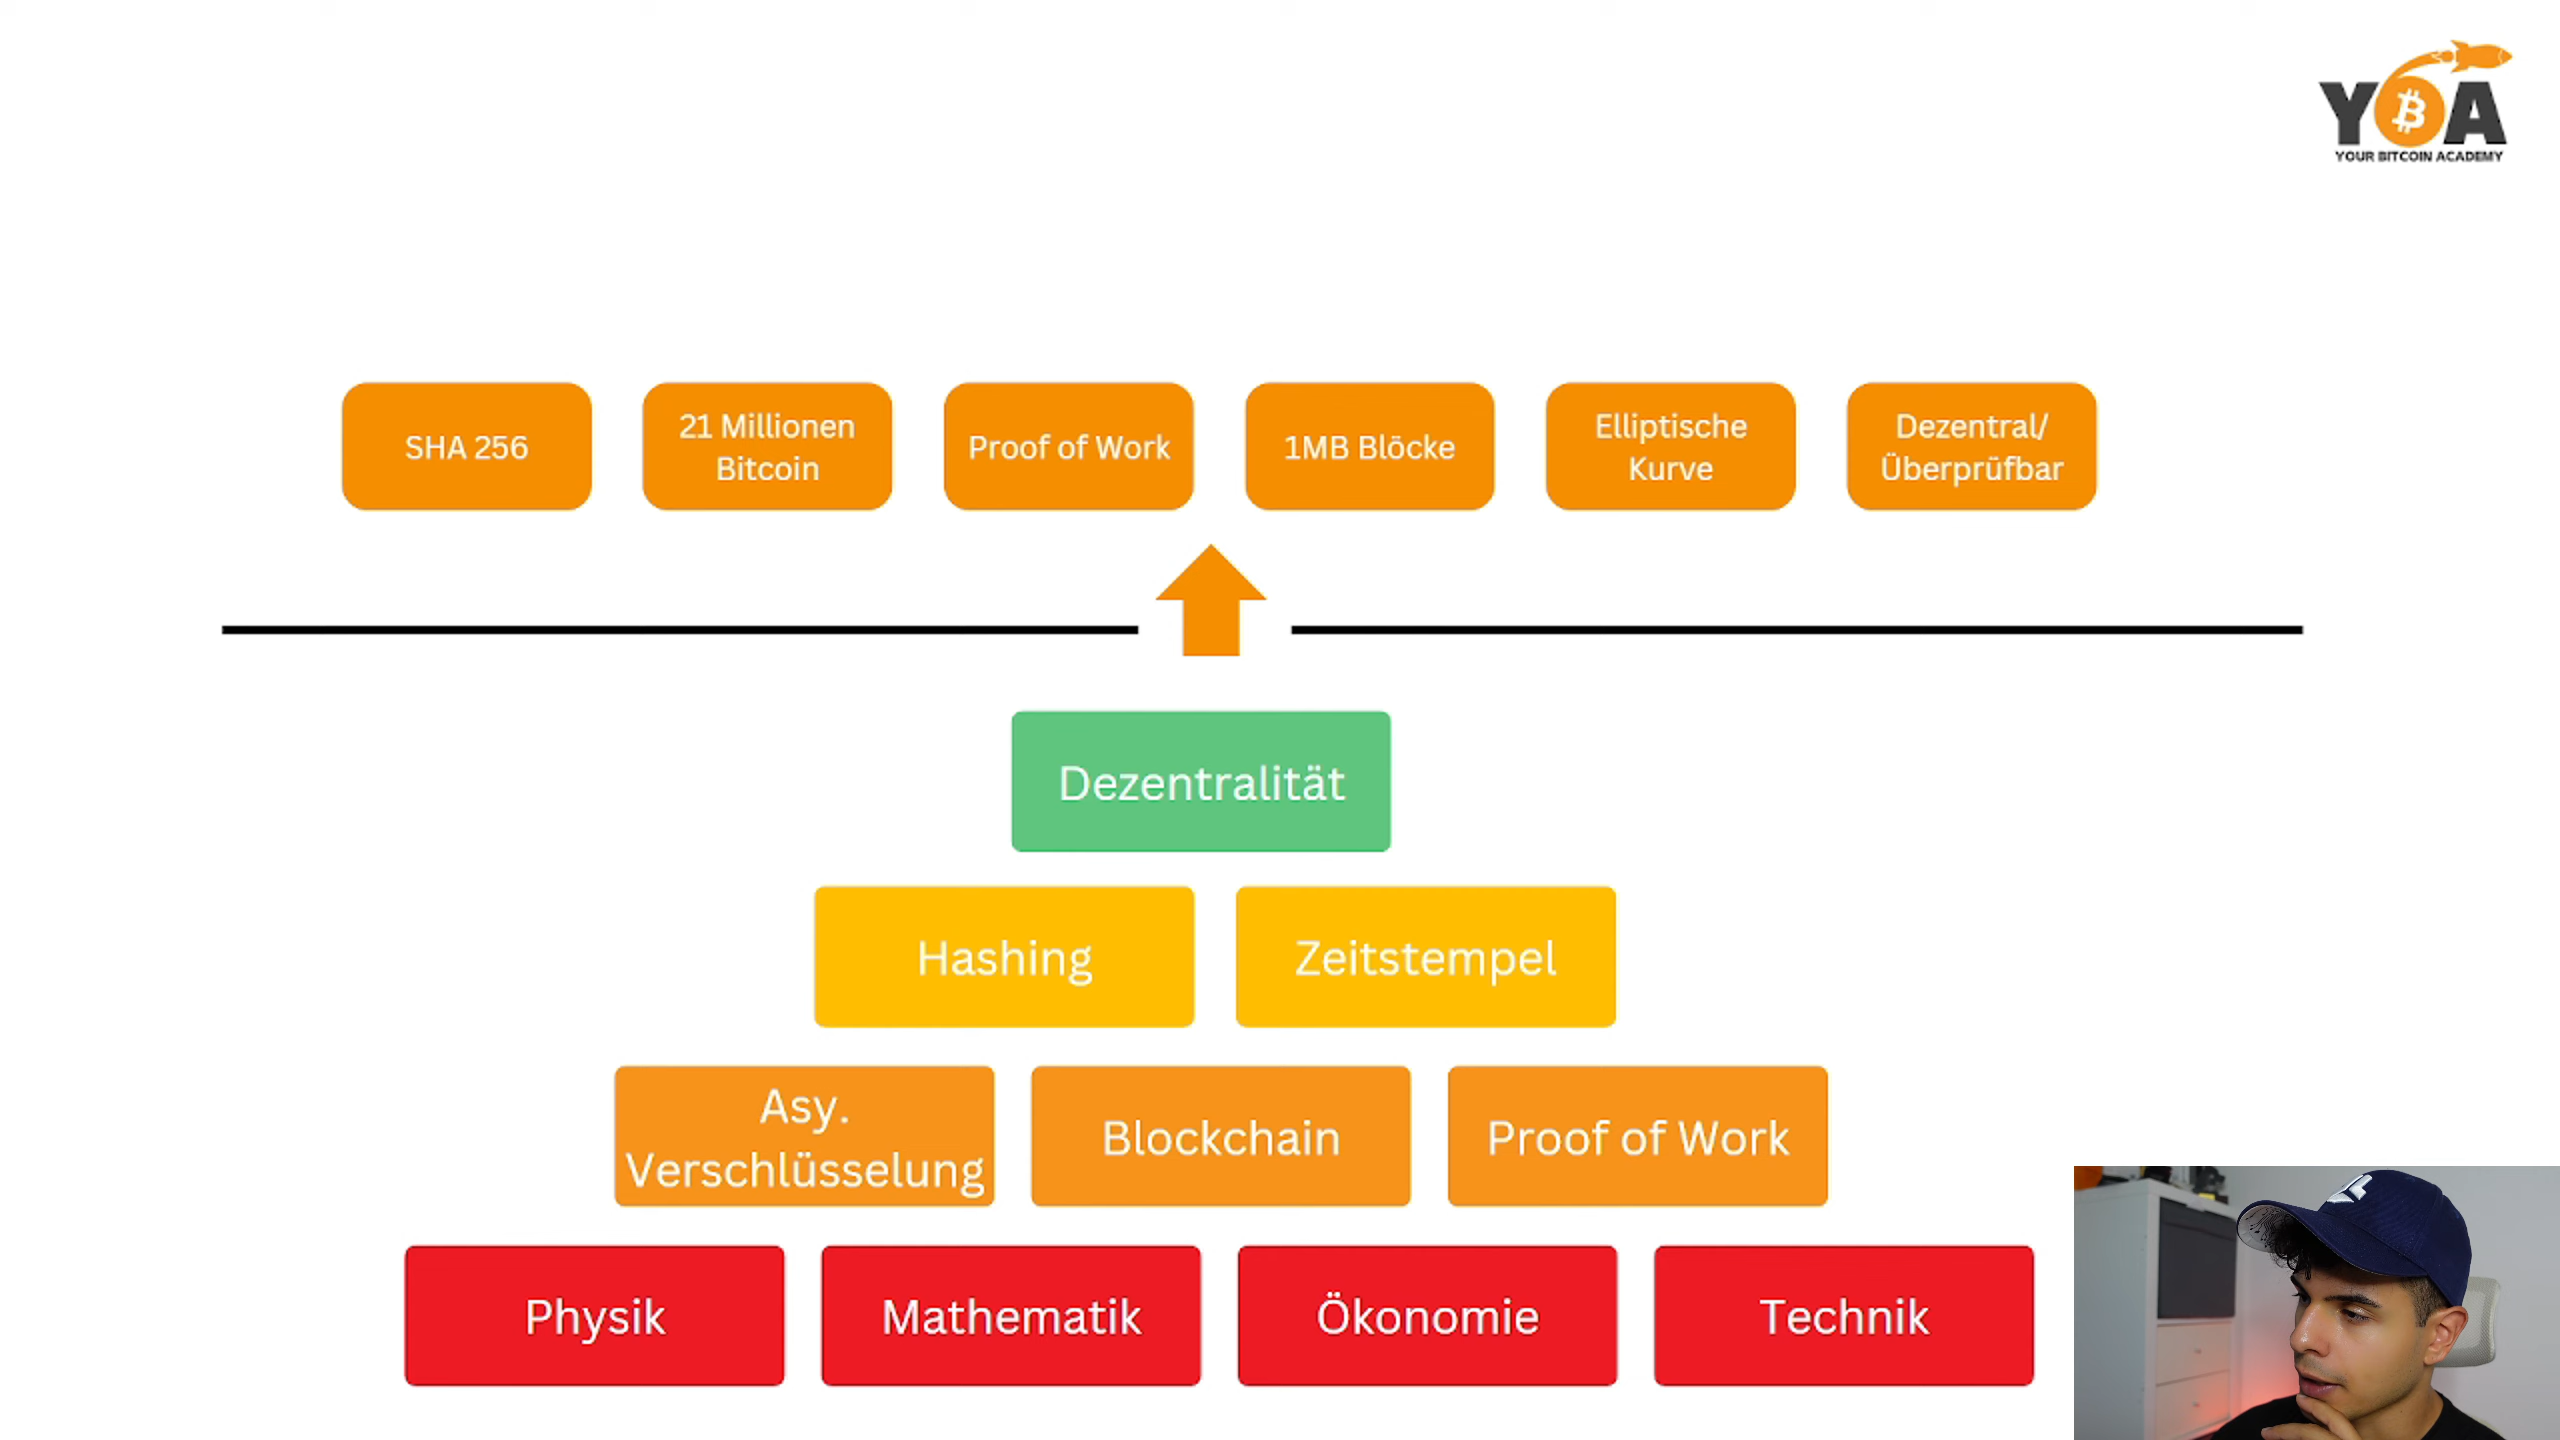 YBA
YOUR BITCOIN ACADEMY
SHA 256
21 Millionen
Bitcoin
Proof of Work
1MB Blöcke
Elliptische
Kurve
Dezentral/
Überprüfbar
Dezentralität
Hashing
Zeitstempel
Asy.
Verschlüsselung
Blockchain
Proof of Work
Physik
Mathematik
Ökonomie
Technik